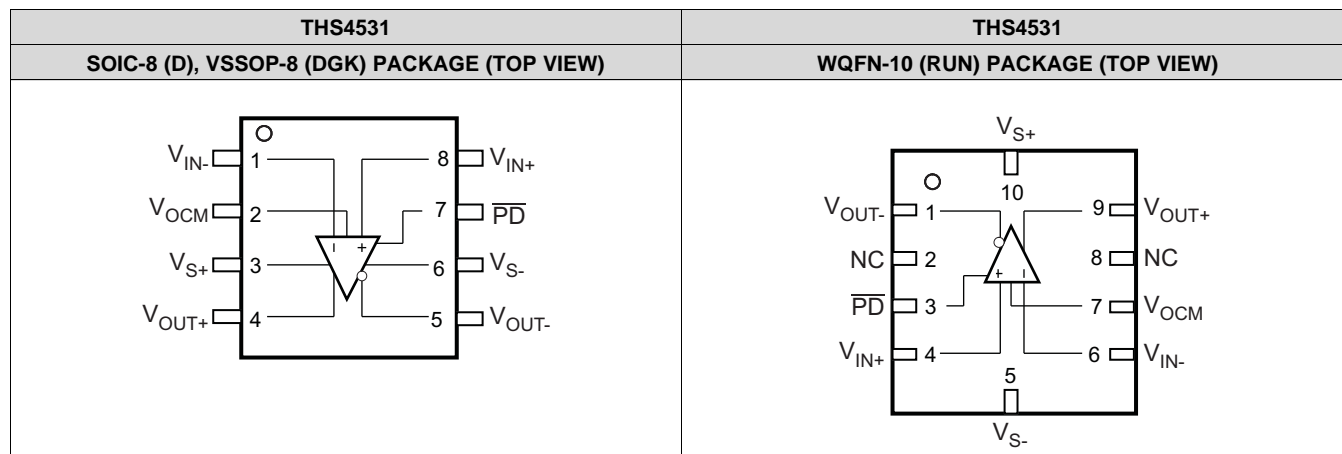 THS4531
THS4531
SOIC-8 (D), VSSOP-8 (DGK) PACKAGE (TOP VIEW)
WQFN-10 (RUN) PACKAGE (TOP VIEW)
VIN- 1
8 VIN+
VOCM 2
7 PD
VS+ 3
6 VS-
VOUT+ 4
5 VOUT-
- +
VS+
10
VOUT- 1
9 VOUT+
NC 2
8 NC
+ -
PD 3
7 VOCM
VIN+ 4
6 VIN-
5
VS-